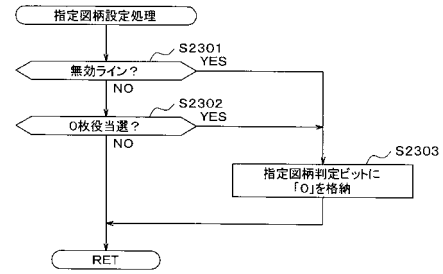 指定図柄設定処理
S2301
無効ライン？
YES
NO
S2302
0枚役当選？
YES
NO
S2303
指定図柄判定ビットに
「0」を格納
RET